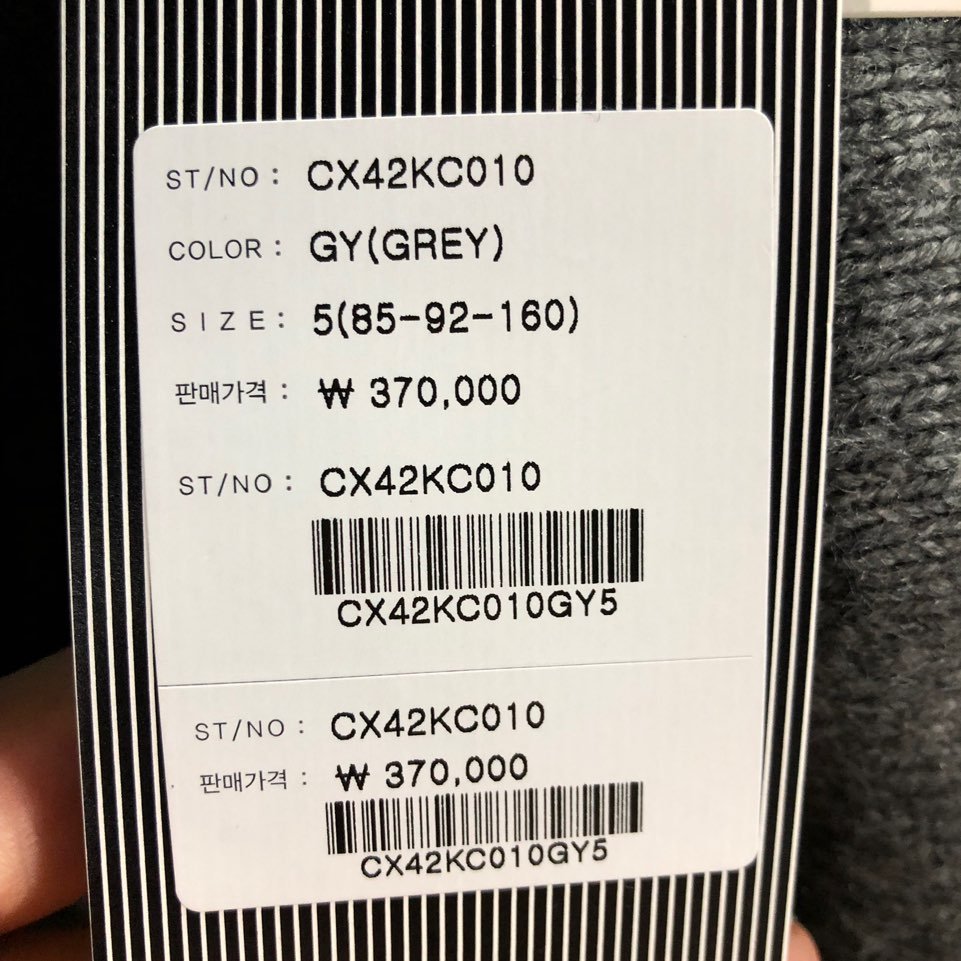 ST/NO : CX42KC010
COLOR : GY(GREY)
SIZE : 5(85-92-160)
판매가격 : ₩ 370,000
ST/NO : CX42KC010
CX42KC010GY5
ST/NO : CX42KC010
판매가격 : ₩ 370,000
CX42KC010GY5